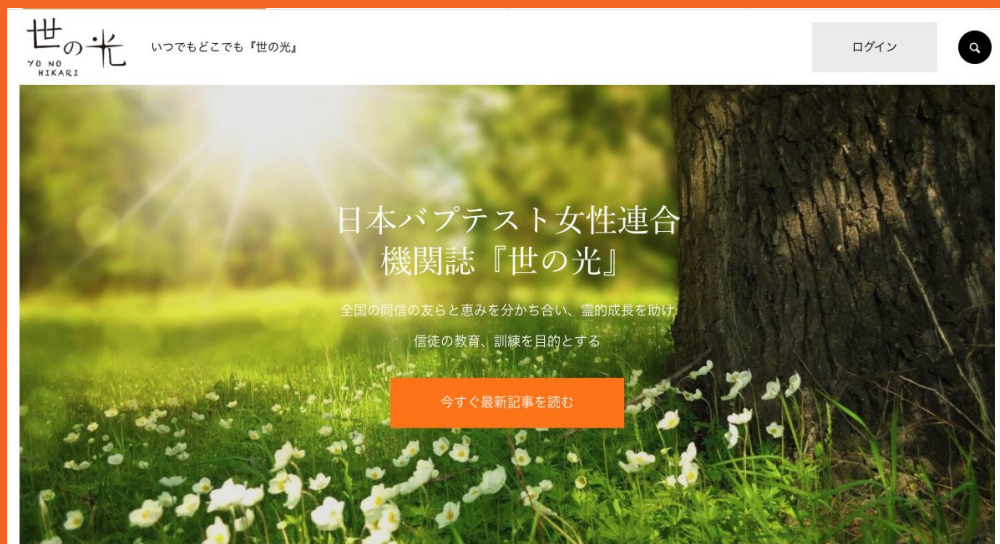 世の光
YO NO
HIKARI
いつでもどこでも『世の光』
ログイン
日本バプテスト女性連合
機関誌『世の光』
全国の同信の友らと恵みを分かち合い、霊的成長を助け
信徒の教育、訓練を目的とする
今すぐ最新記事を読む